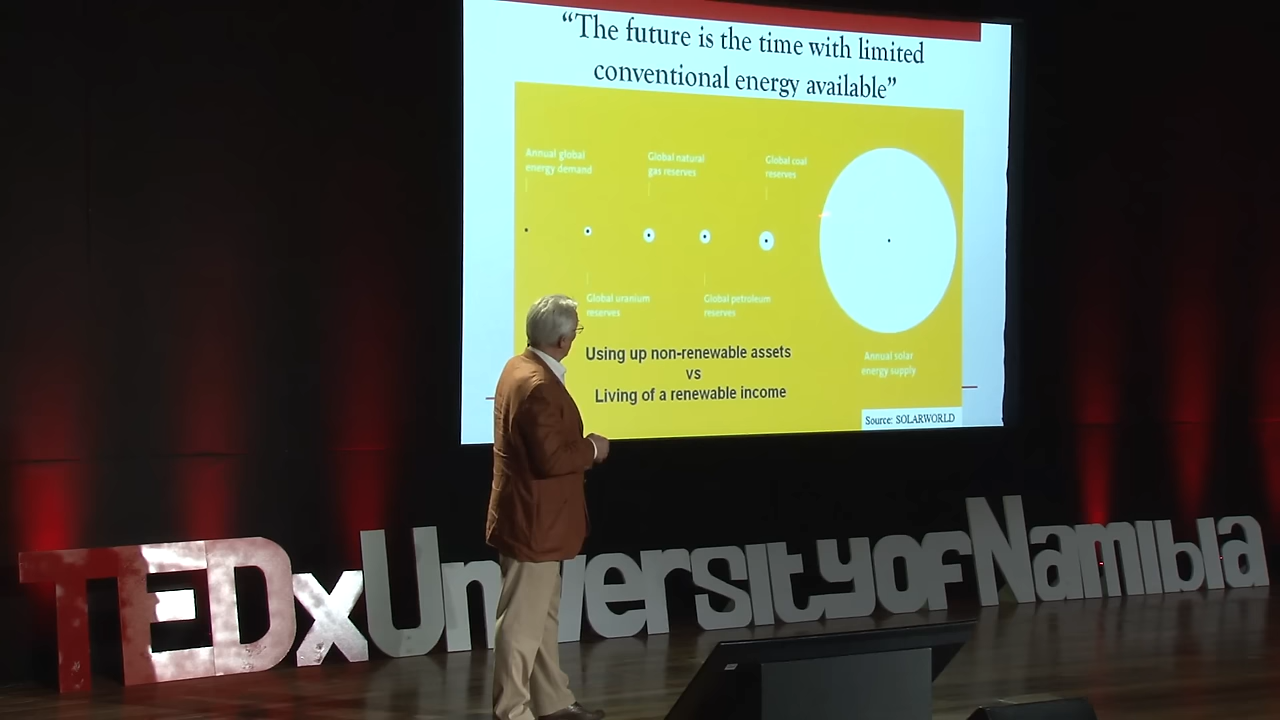 “The future is the time with limited
conventional energy available”
Annual global
energy demand
Global natural
gas reserves
Global coal
reserves
Global uranium
reserves
Global petroleum
reserves
Annual solar
energy supply
Using up non-renewable assets
vs
Living of a renewable income
Source: SOLARWORLD
TEDxUniversityofNamibia